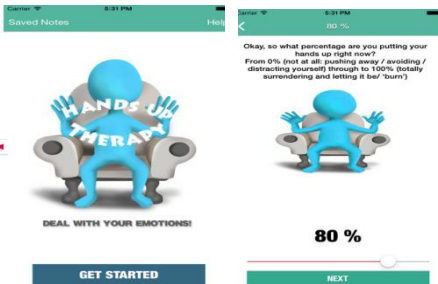 Carrier 5:31 PM
Saved Notes Help
HANDS UP
THERAPY
DEAL WITH YOUR EMOTIONS!
GET STARTED
Carrier 5:31 PM
80 %
Okay, so what percentage are you putting your
hands up right now?
From 0% (not at all: pushing away / avoiding /
distracting yourself) through to 100% (totally
surrendering and letting it be/ 'burn')
80 %
NEXT